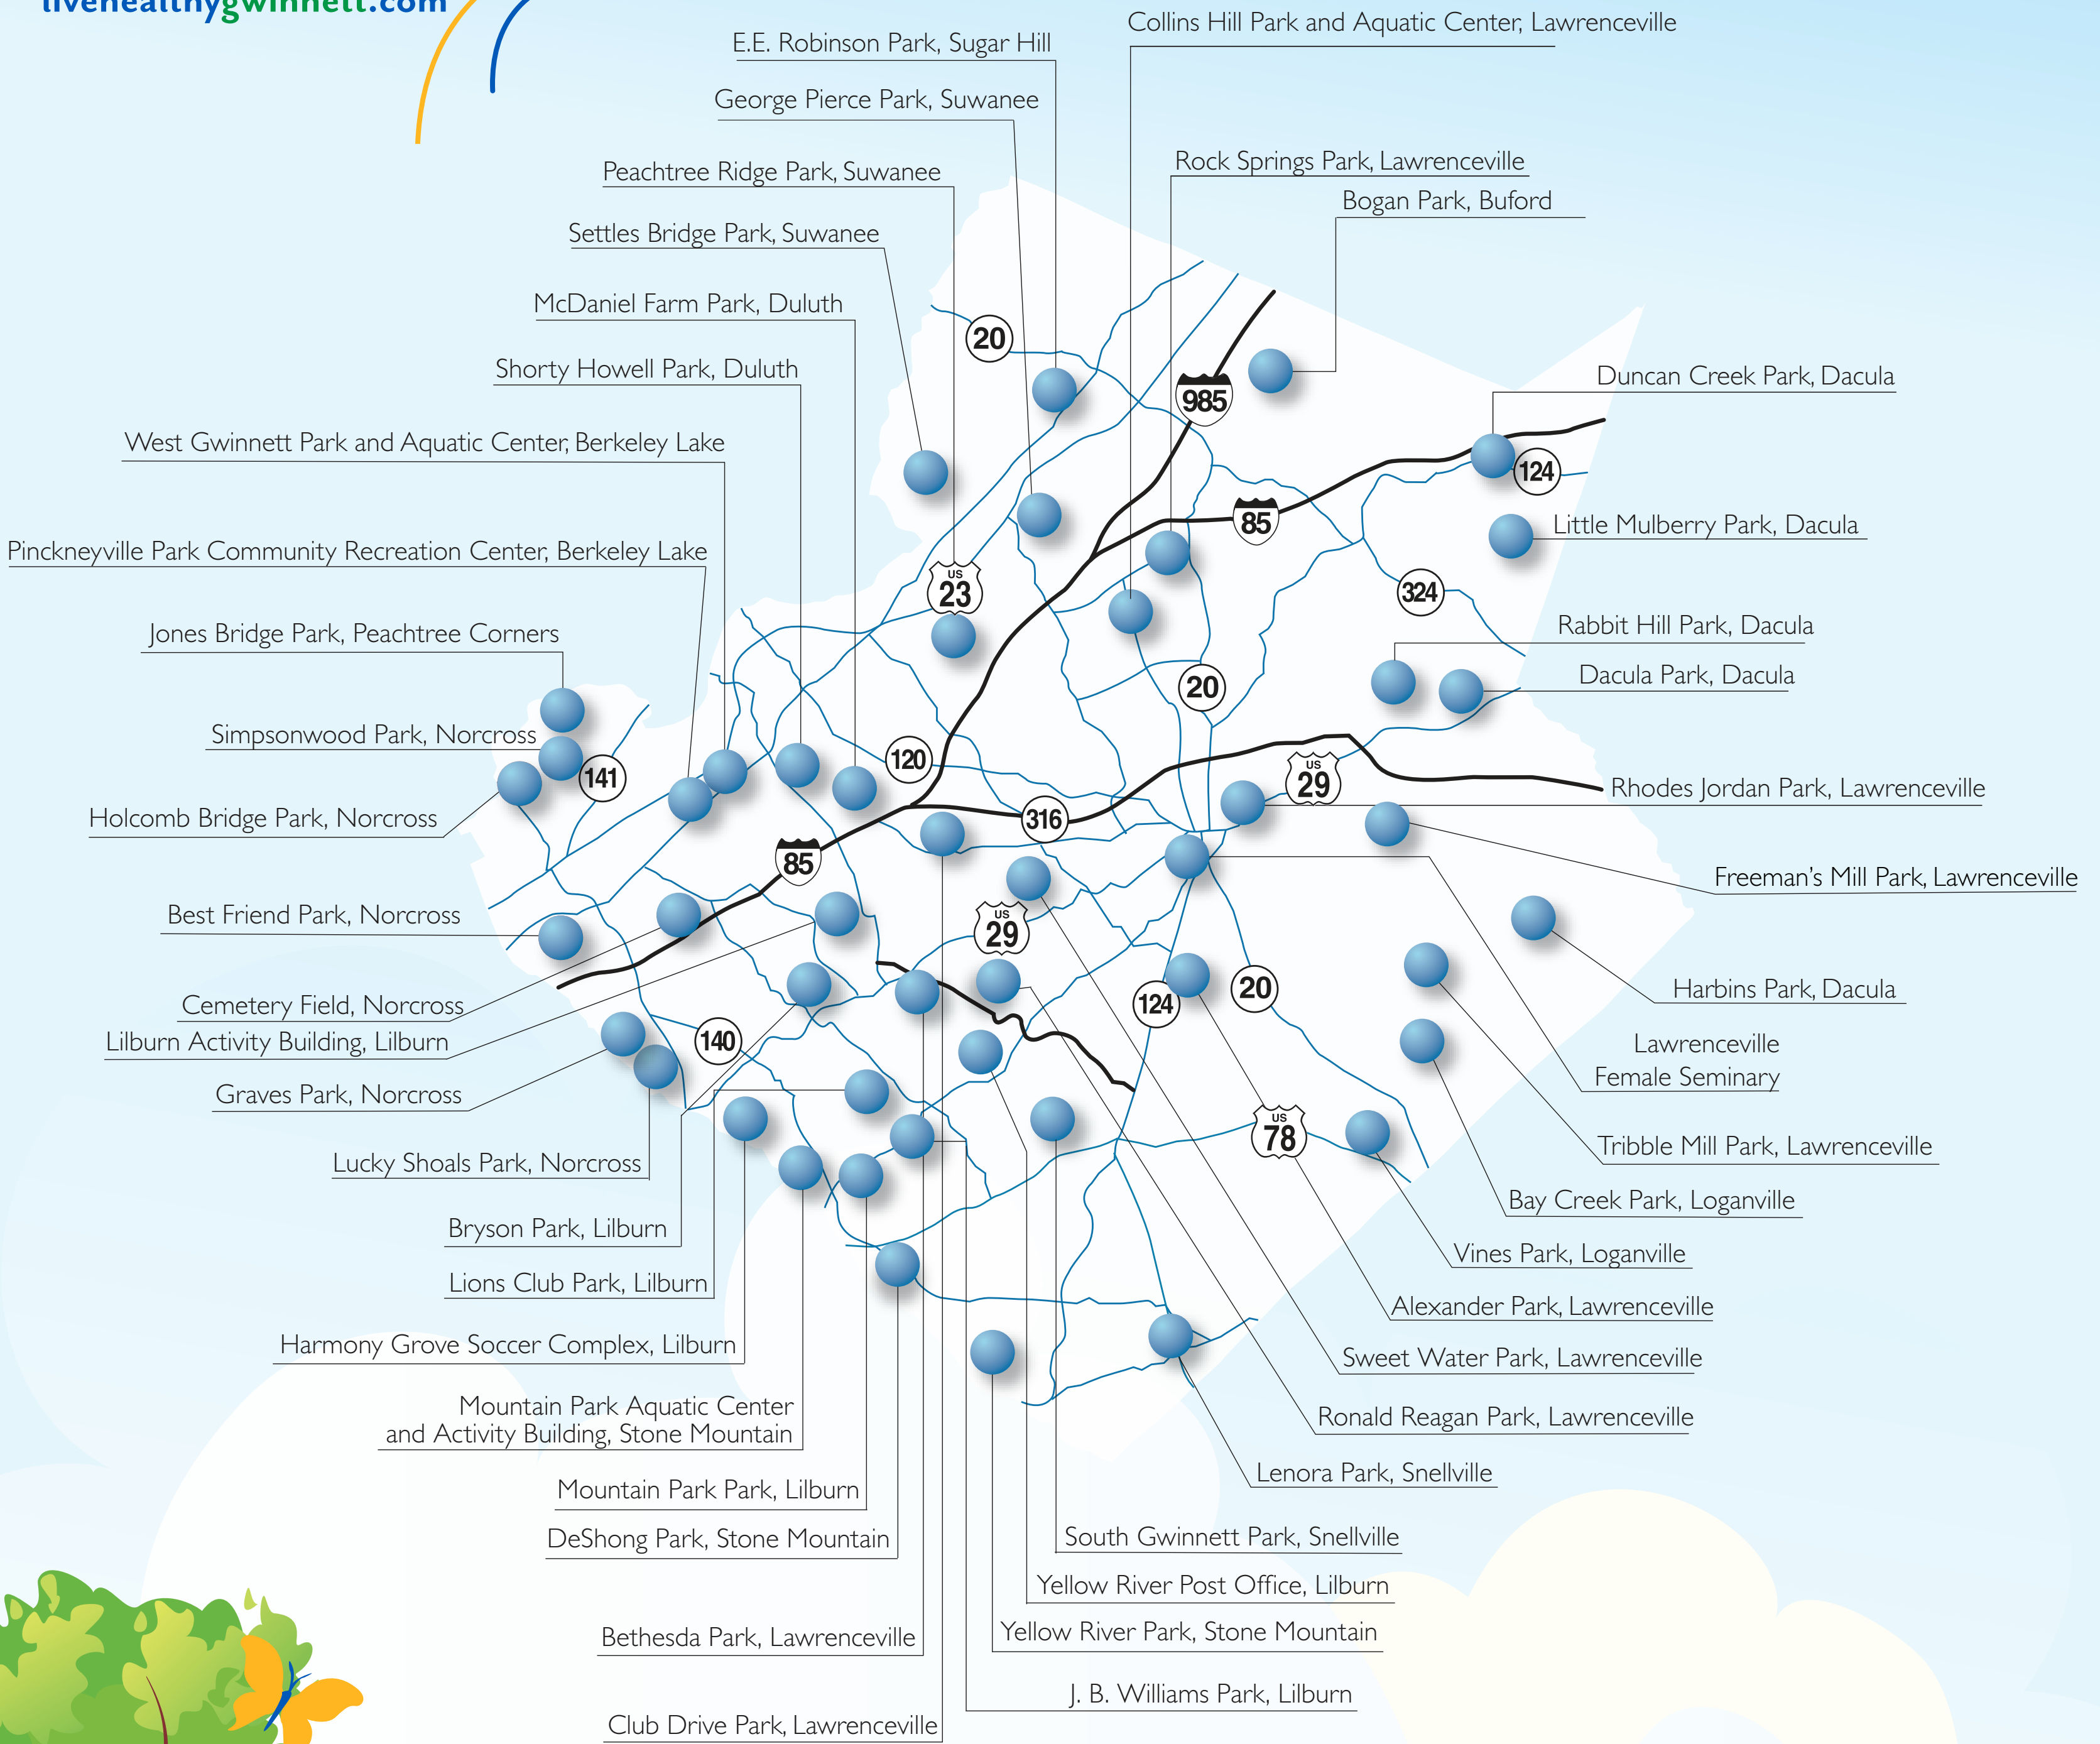 livehealthygwinnett.com
Collins Hill Park and Aquatic Center, Lawrenceville
E.E. Robinson Park, Sugar Hill
George Pierce Park, Suwanee
Rock Springs Park, Lawrenceville
Peachtree Ridge Park, Suwanee
Bogan Park, Buford
Settles Bridge Park, Suwanee
McDaniel Farm Park, Duluth
20
Shorty Howell Park, Duluth
Duncan Creek Park, Dacula
985
West Gwinnett Park and Aquatic Center, Berkeley Lake
124
85
Little Mulberry Park, Dacula
Pinckneyville Park Community Recreation Center, Berkeley Lake
US
23
324
Jones Bridge Park, Peachtree Corners
Rabbit Hill Park, Dacula
Dacula Park, Dacula
20
Simpsonwood Park, Norcross
120
141
US
29
Rhodes Jordan Park, Lawrenceville
Holcomb Bridge Park, Norcross
316
85
Freeman's Mill Park, Lawrenceville
Best Friend Park, Norcross
US
29
Harbins Park, Dacula
Cemetery Field, Norcross
124
20
Lilburn Activity Building, Lilburn
140
Lawrenceville
Female Seminary
Graves Park, Norcross
US
78
Tribble Mill Park, Lawrenceville
Lucky Shoals Park, Norcross
Bay Creek Park, Loganville
Bryson Park, Lilburn
Vines Park, Loganville
Lions Club Park, Lilburn
Alexander Park, Lawrenceville
Harmony Grove Soccer Complex, Lilburn
Sweet Water Park, Lawrenceville
Mountain Park Aquatic Center
and Activity Building, Stone Mountain
Ronald Reagan Park, Lawrenceville
Lenora Park, Snellville
Mountain Park Park, Lilburn
DeShong Park, Stone Mountain
South Gwinnett Park, Snellville
Yellow River Post Office, Lilburn
Bethesda Park, Lawrenceville
Yellow River Park, Stone Mountain
J. B. Williams Park, Lilburn
Club Drive Park, Lawrenceville